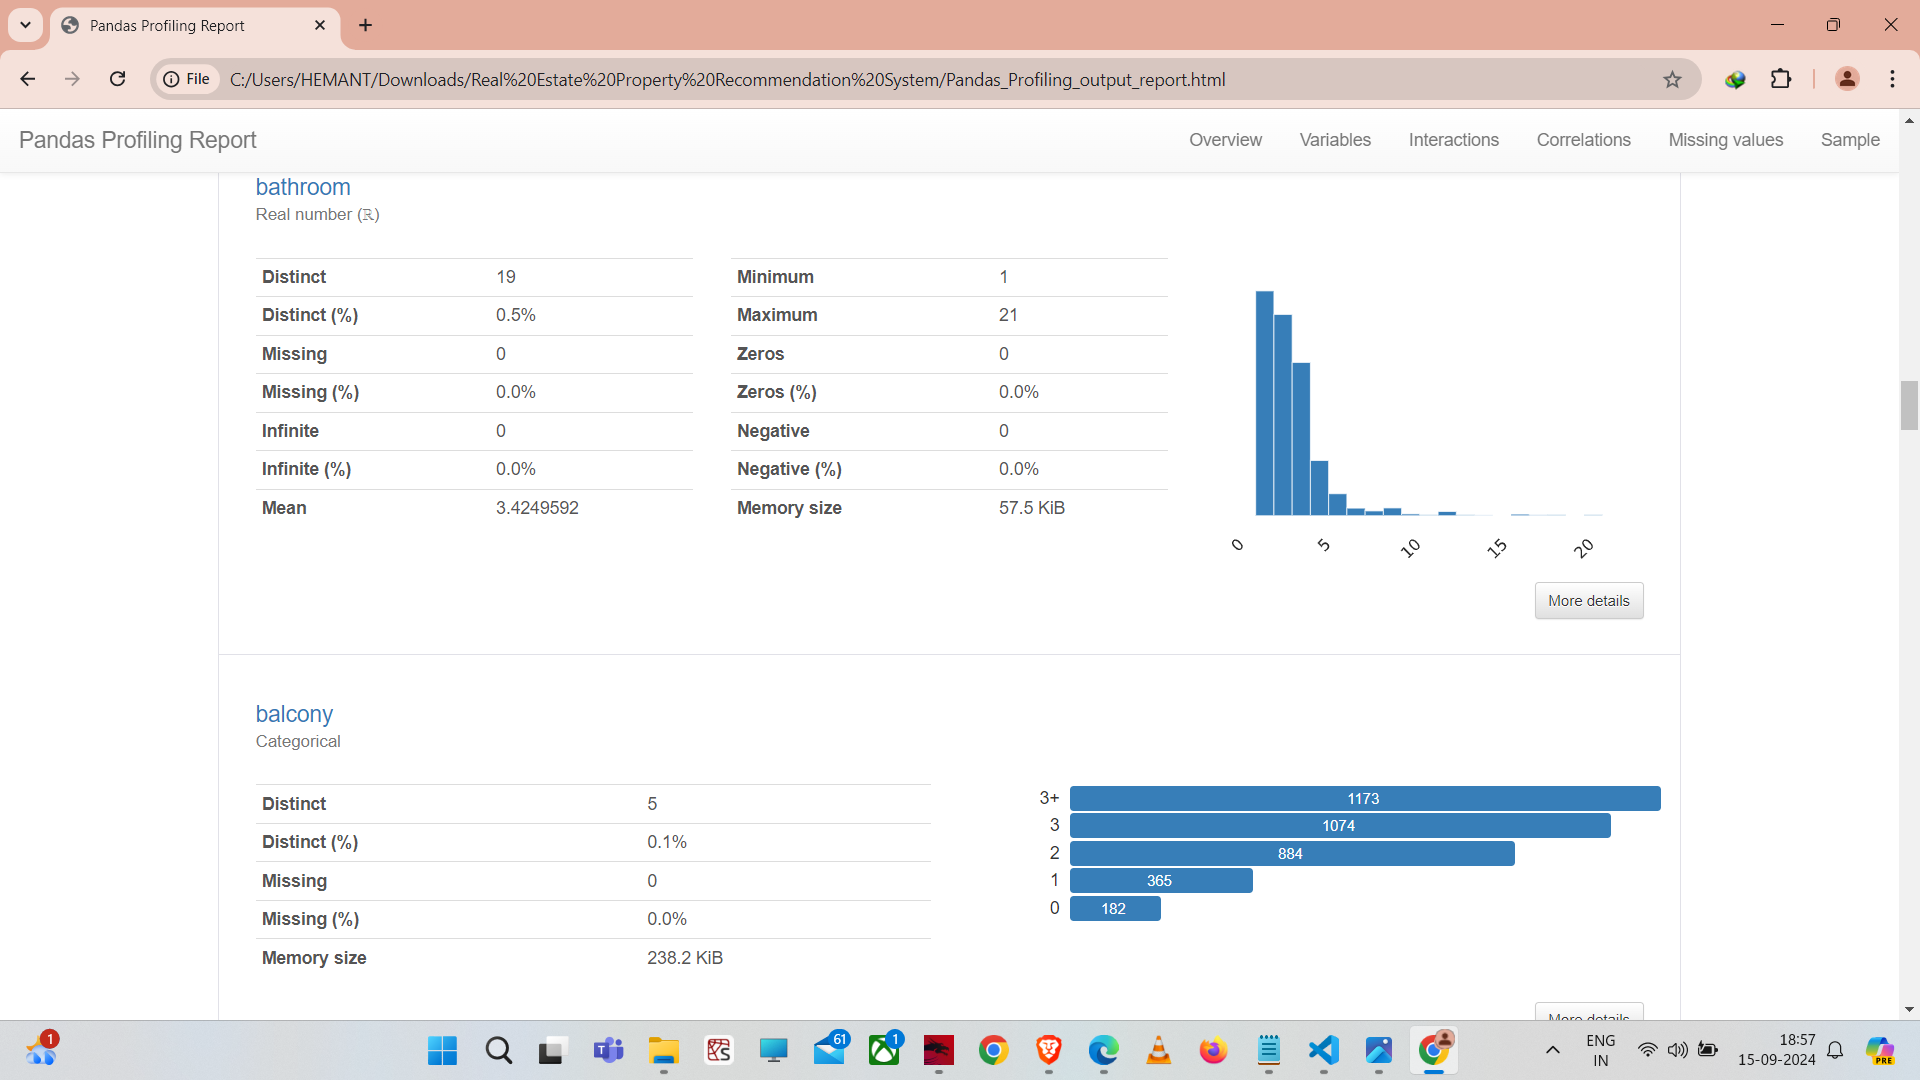 Pandas Profiling Report
File C:/Users/HEMANT/Downloads/Real%20Estate%20Property%20Recommendation%20System/Pandas_Profiling_output_report.html
Pandas Profiling Report Overview Variables Interactions Correlations Missing values Sample
bathroom
Real number (ℝ)
Distinct 19 Minimum 1
Distinct (%) 0.5% Maximum 21
Missing 0 Zeros 0
Missing (%) 0.0% Zeros (%) 0.0%
Infinite 0 Negative 0
Infinite (%) 0.0% Negative (%) 0.0%
Mean 3.4249592 Memory size 57.5 KiB
0 5 10 15 20
More details
balcony
Categorical
Distinct 5
Distinct (%) 0.1%
Missing 0
Missing (%) 0.0%
Memory size 238.2 KiB
3+ 1173
3 1074
2 884
1 365
0 182
More details
1
61
1
PRE
ENG
IN
18:57
15-09-2024